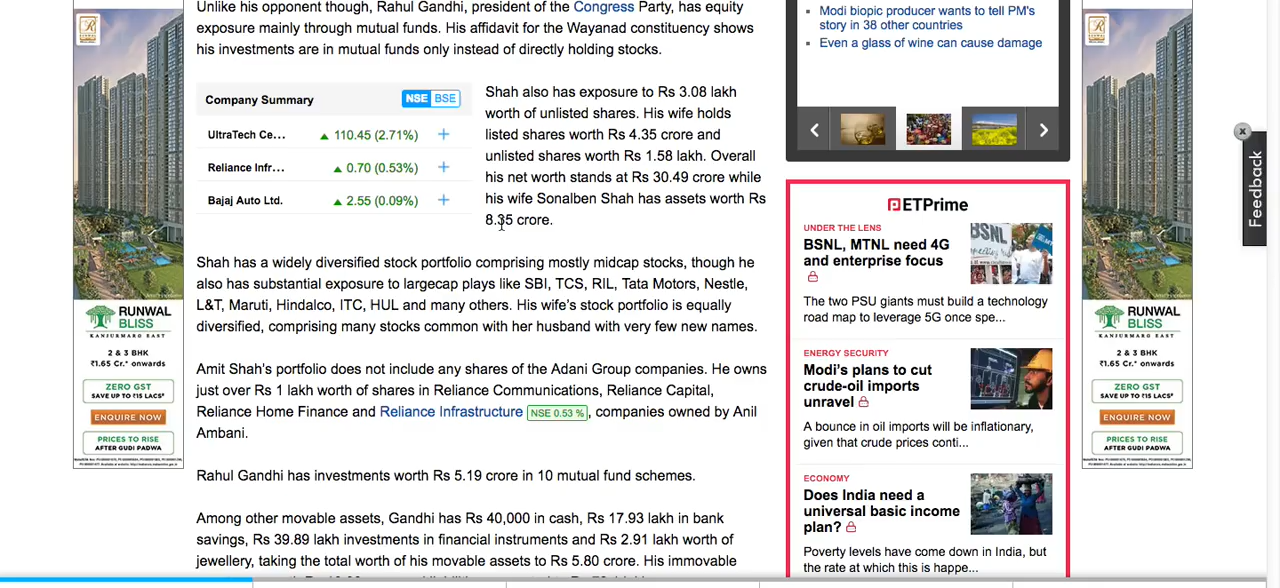 Unlike his opponent though, Rahul Gandhi, president of the Congress Party, has equity
exposure mainly through mutual funds. His affidavit for the Wayanad constituency shows
his investments are in mutual funds only instead of directly holding stocks.
Company Summary
NSE BSE
UltraTech Ce... ▲ 110.45 (2.71%) +
Reliance Infr... ▲ 0.70 (0.53%) +
Bajaj Auto Ltd. ▲ 2.55 (0.09%) +
Shah also has exposure to Rs 3.08 lakh
worth of unlisted shares. His wife holds
listed shares worth Rs 4.35 crore and
unlisted shares worth Rs 1.58 lakh. Overall
his net worth stands at Rs 30.49 crore while
his wife Sonalben Shah has assets worth Rs
8.35 crore.
Shah has a weily diversified stock portfolio comprising mostly midcap stocks, though he
also has substantial exposure to largecap plays like SBI, TCS, RIL, Tata Motors, Nestle,
L&T, Maruti, Hindalco, ITC, HUL and many others. His wife's stock portfolio is equally
diversified, comprising many stocks common with her husband with very few new names.
Amit Shah's portfolio does not include any shares of the Adani Group companies. He owns
just over Rs 1 lakh worth of shares in Reliance Communications, Reliance Capital,
Reliance Home Finance and Reliance Infrastructure NSE 0.53 % , companies owned by Anil
Ambani.
Rahul Gandhi has investments worth Rs 5.19 crore in 10 mutual fund schemes.
Among other movable assets, Gandhi has Rs 40,000 in cash, Rs 17.93 lakh in bank
savings, Rs 39.89 lakh investments in financial instruments and Rs 2.91 lakh worth of
jewellery, taking the total worth of his movable assets to Rs 5.80 crore. His immovable
Modi biopic producer wants to tell PM's
story in 38 other countries
Even a glass of wine can cause damage
ETPrime
UNDER THE LENS
BSNL, MTNL need 4G
and enterprise focus
The two PSU giants must build a technology
road map to leverage 5G once spe...
BSNL
ENERGY SECURITY
Modi's plans to cut
crude-oil imports
unravel
A bounce in oil imports will be inflationary,
given that crude prices conti...
ECONOMY
Does India need a
universal basic income
plan?
Poverty levels have come down in India, but
the rate at which this is happe...
RUNWAL
BLISS
KANJURMARG EAST
2 & 3 BHK
₹1.65 Cr.* onwards
ZERO GST
SAVE UP TO ₹15 LACS*
ENQUIRE NOW
PRICES TO RISE
AFTER GUDI PADWA
RUNWAL
BLISS
KANJURMARG EAST
2 & 3 BHK
₹1.65 Cr.* onwards
ZERO GST
SAVE UP TO ₹15 LACS*
ENQUIRE NOW
PRICES TO RISE
AFTER GUDI PADWA
Feedback